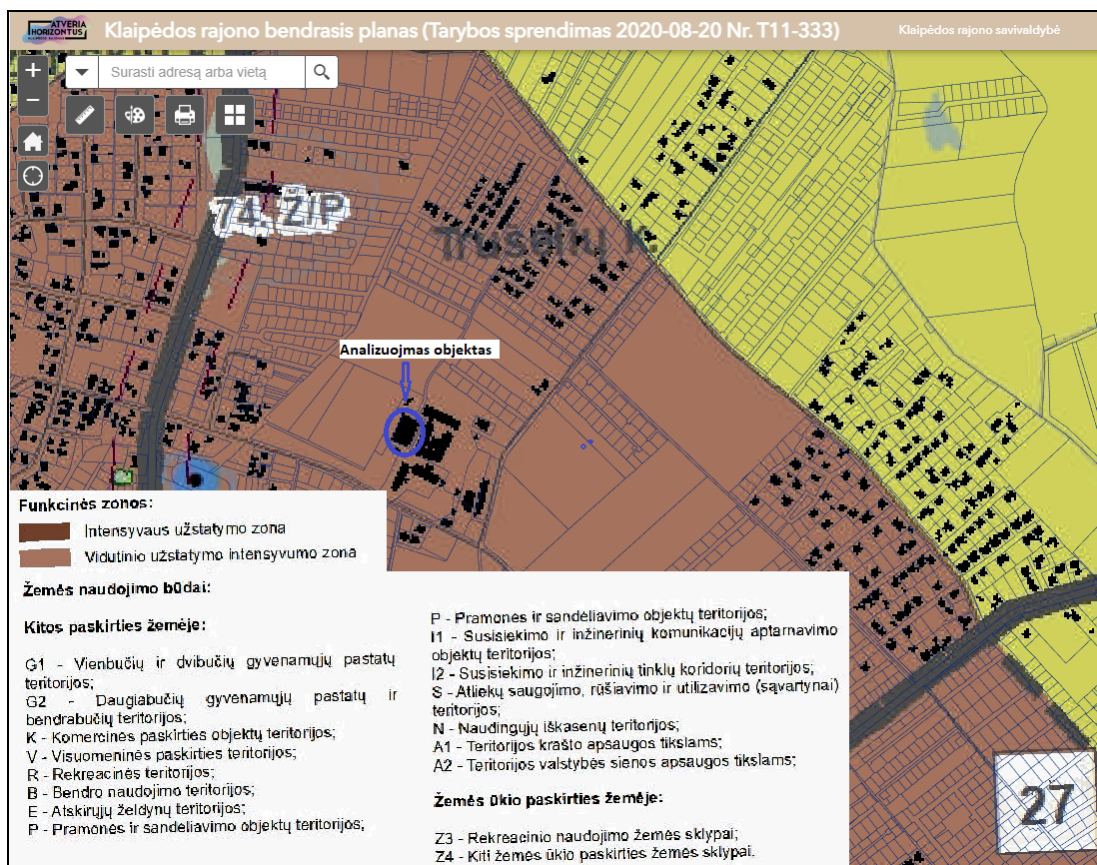 ATVERIA
HORIZONTUS
Klaipėdos rajono bendrasis planas (Tarybos sprendimas 2020-08-20 Nr. T11-333)
Klaipėdos rajono savivaldybė
Surasti adresą arba vietą
74. Ž/P
Trušelių k.
Analizuojmas objektas
Funkcinės zonos:
Intensyvaus užstatymo zona
Vidutinio užstatymo intensyvumo zona
Žemės naudojimo būdai:
Kitos paskirties žemėje:
G1 - Vienbučių ir dvibučių gyvenamųjų pastatų
teritorijos;
G2 - Daugiabučių gyvenamųjų pastatų ir
bendrabučių teritorijos;
K - Komercinės paskirties objektų teritorijos;
V - Visuomeninės paskirties teritorijos;
R - Rekreacinės teritorijos;
B - Bendro naudojimo teritorijos;
E - Atskirųjų želdynų teritorijos;
P - Pramonės ir sandėliavimo objektų teritorijos;
P - Pramonės ir sandėliavimo objektų teritorijos;
I1 - Susisiekimo ir inžinerinių komunikacijų aptarnavimo
objektų teritorijos;
I2 - Susisiekimo ir inžinerinių tinklų koridorių teritorijos;
S - Atliekų saugojimo, rūšiavimo ir utilizavimo (sąvartynai)
teritorijos;
N - Naudingųjų iškasenų teritorijos;
A1 - Teritorijos krašto apsaugos tikslams;
A2 - Teritorijos valstybės sienos apsaugos tikslams;
Žemės ūkio paskirties žemėje:
Z3 - Rekreacinio naudojimo žemės sklypai;
Z4 - Kiti žemės ūkio paskirties žemės sklypai.
27